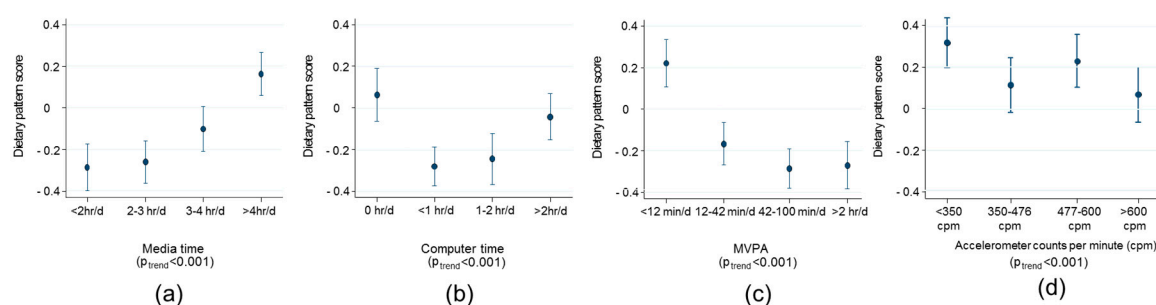 Dietary pattern score
0.4
0.2
0
- 0.2
- 0.4
<2hr/d 2-3 hr/d 3-4 hr/d >4hr/d
Media time
(ptrend<0.001)
(a)
Dietary pattern score
0.4
0.2
0
- 0.2
- 0.4
0 hr/d <1 hr/d 1-2 hr/d >2hr/d
Computer time
(ptrend<0.001)
(b)
Dietary pattern score
0.4
0.2
0
- 0.2
- 0.4
<12 min/d 12-42 min/d 42-100 min/d >2 hr/d
MVPA
(ptrend<0.001)
(c)
Dietary pattern score
0.4
0.2
0
- 0.2
- 0.4
<350 350-476 477-600 >600
cpm cpm cpm cpm
Accelerometer counts per minute (cpm)
(ptrend<0.001)
(d)